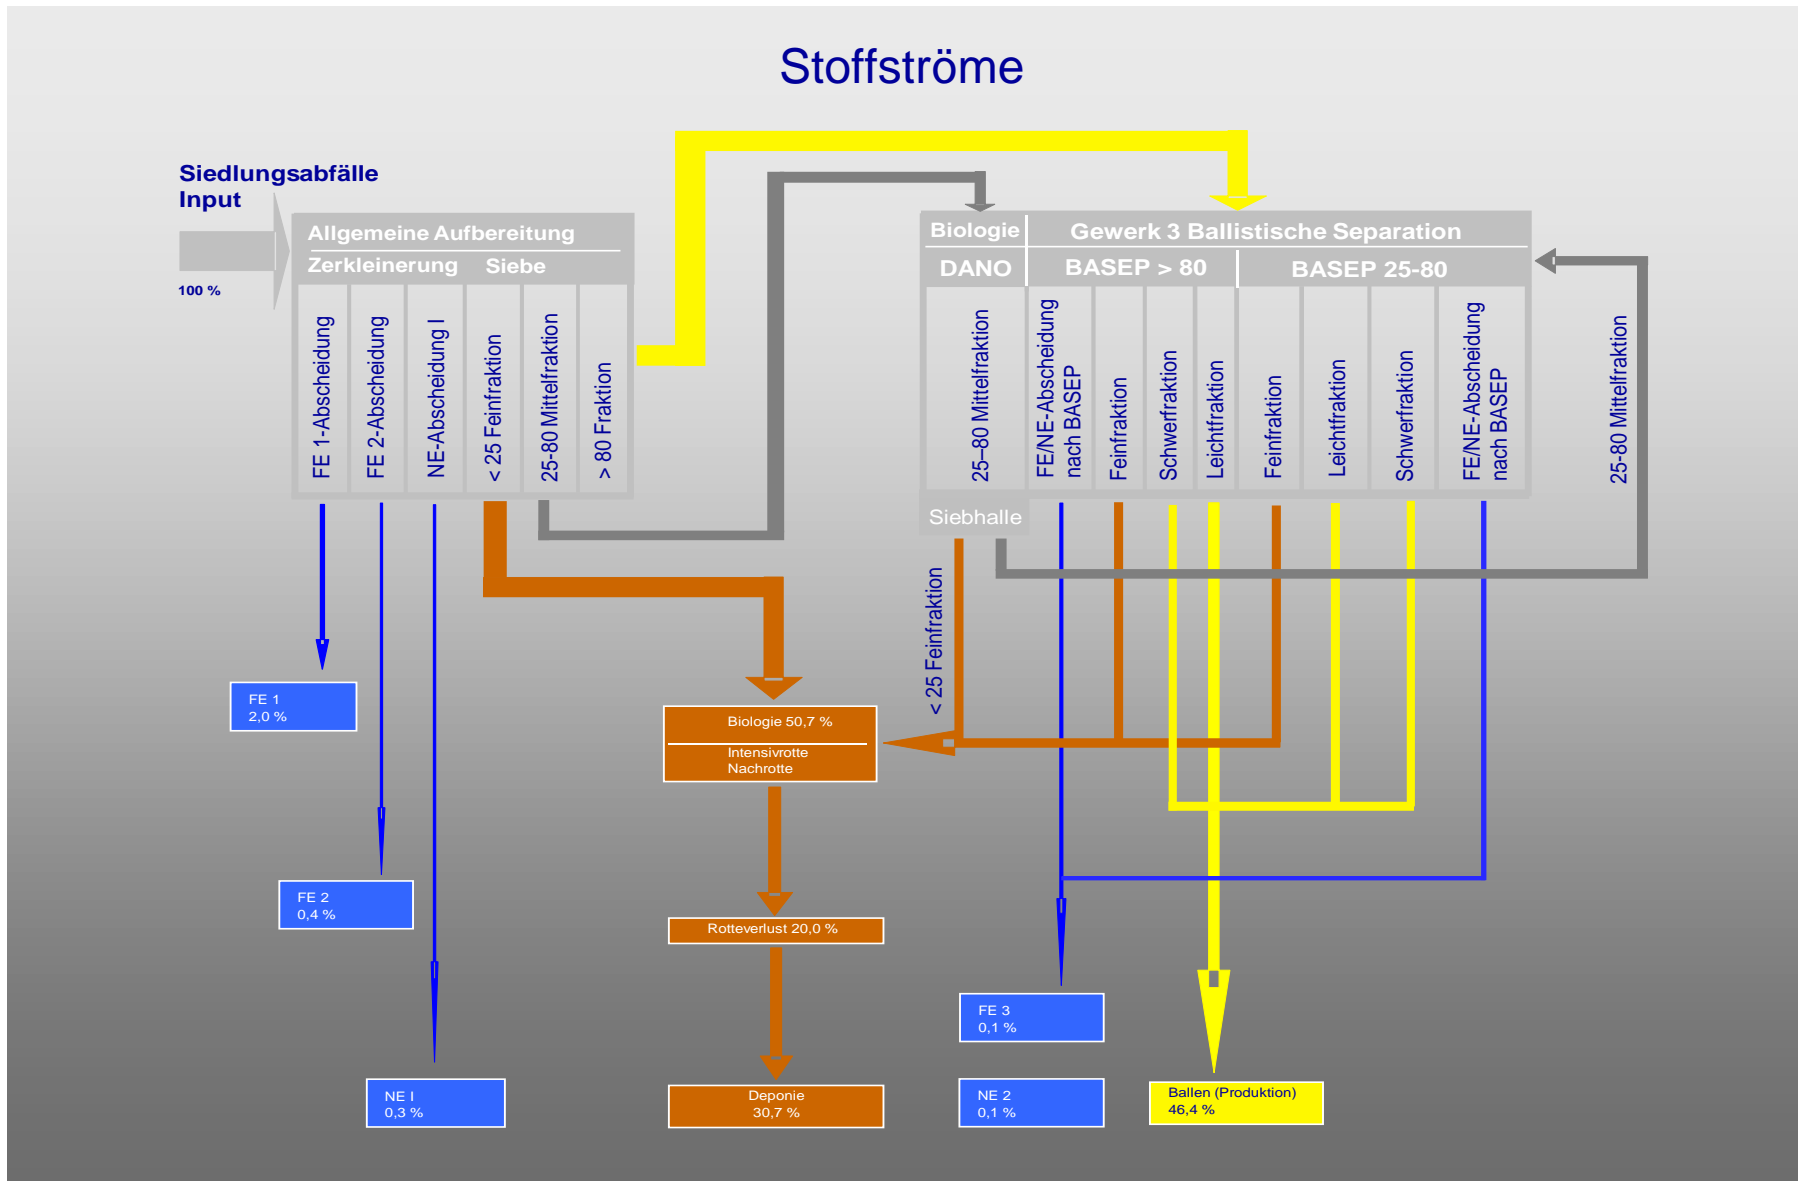 Stoffströme
Siedlungsabfälle
Input
100 %
Allgemeine Aufbereitung
Zerkleinerung Siebe
FE 1-Abscheidung
FE 2-Abscheidung
NE-Abscheidung I
< 25 Feinfraktion
25-80 Mittelfraktion
> 80 Fraktion
Biologie
Gewerk 3 Ballistische Separation
DANO
BASEP > 80
BASEP 25-80
25–80 Mittelfraktion
FE/NE-Abscheidung
nach BASEP
Feinfraktion
Schwerfraktion
Leichtfraktion
Feinfraktion
Leichtfraktion
Schwerfraktion
FE/NE-Abscheidung
nach BASEP
25-80 Mittelfraktion
Siebhalle
< 25 Feinfraktion
FE 1
2,0 %
Biologie 50,7 %
Intensivrotte
Nachrotte
FE 2
0,4 %
Rotteverlust 20,0 %
FE 3
0,1 %
NE I
0,3 %
Deponie
30,7 %
NE 2
0,1 %
Ballen (Produktion)
46,4 %